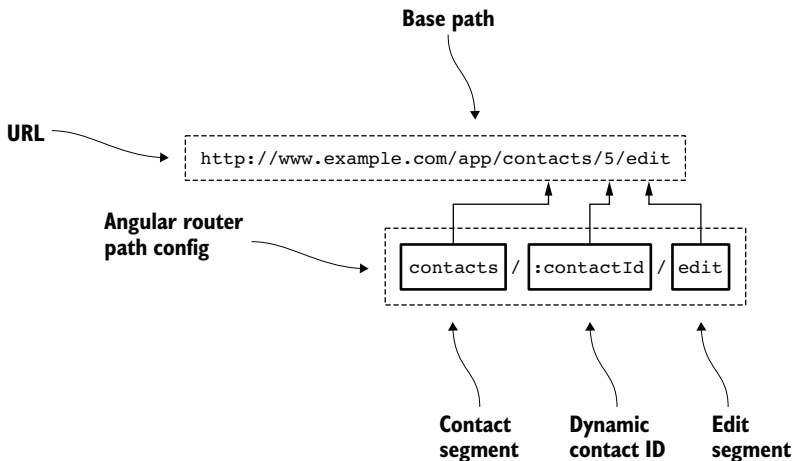 Base path
URL
http://www.example.com/app/contacts/5/edit
Angular router
path config
contacts / :contactId / edit
Contact
segment
Dynamic
contact ID
Edit
segment